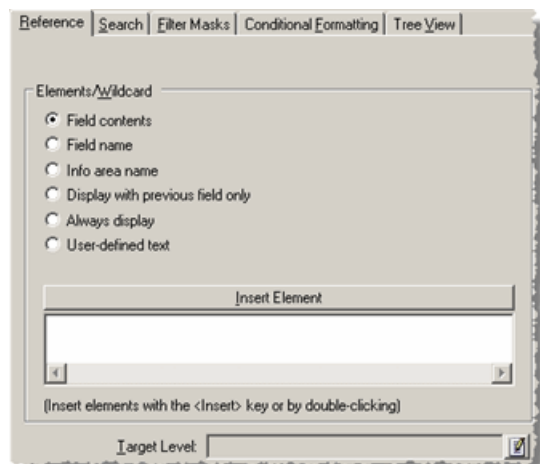 Reference Search Filter Masks Conditional Formatting Tree View
Elements/Wildcard
Field contents
Field name
Info area name
Display with previous field only
Always display
User-defined text
Insert Element
(Insert elements with the <Insert> key or by double-clicking)
Target Level: